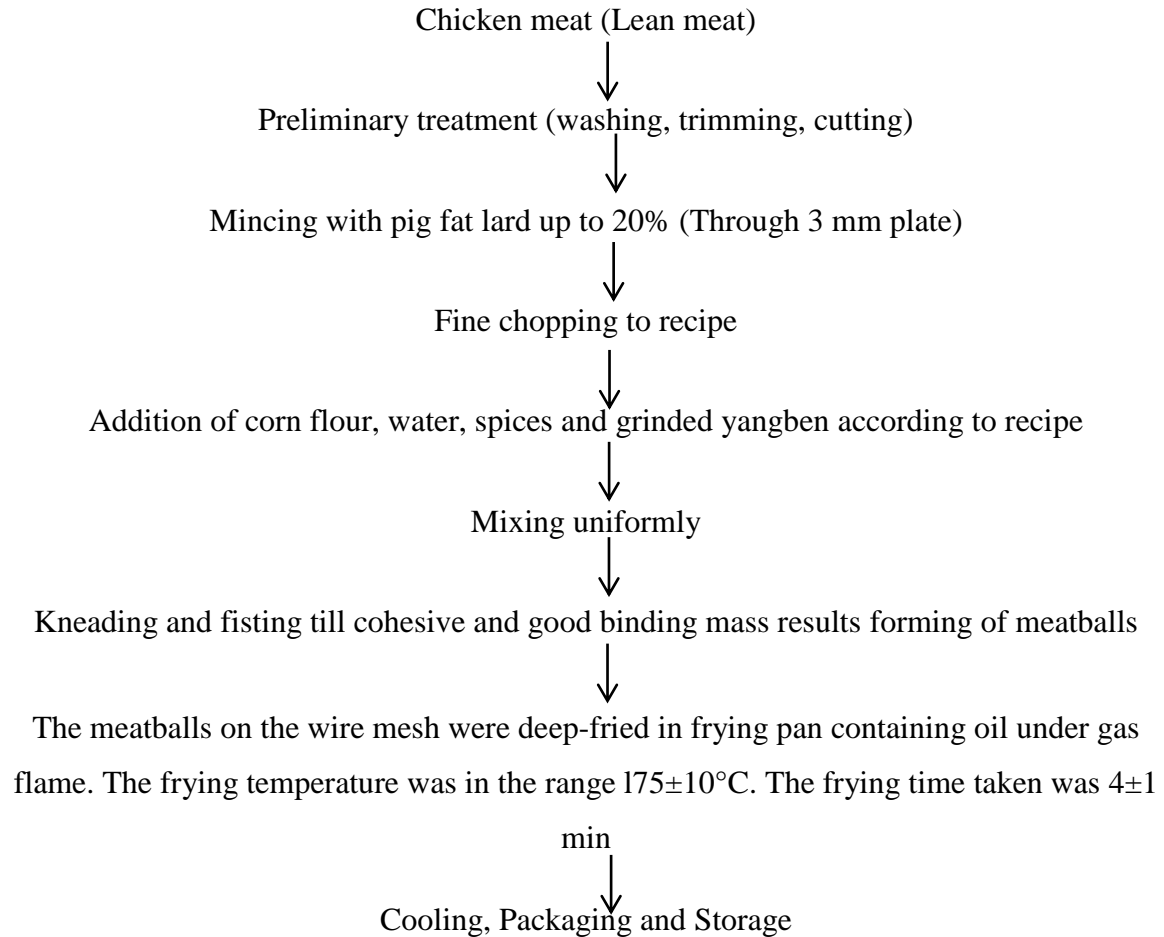 Chicken meat (Lean meat)
Preliminary treatment (washing, trimming, cutting)
Mincing with pig fat lard up to 20% (Through 3 mm plate)
Fine chopping to recipe
Addition of corn flour, water, spices and grinded yangben according to recipe
Mixing uniformly
Kneading and fisting till cohesive and good binding mass results forming of meatballs
The meatballs on the wire mesh were deep-fried in frying pan containing oil under gas
flame. The frying temperature was in the range l75±10°C. The frying time taken was 4±1
min
Cooling, Packaging and Storage